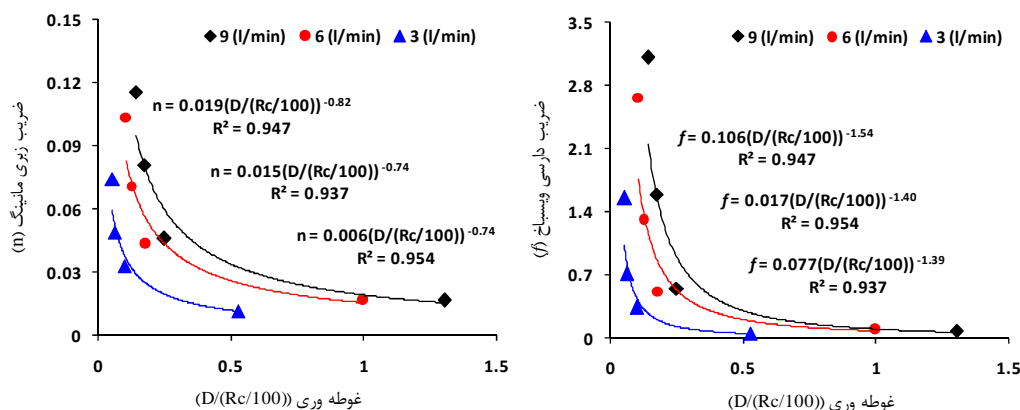 0.15
0.12
0.09
0.06
0.03
0
ضریب زبری مانینگ (n)
◆ 9 (l/min) ● 6 (l/min) ▲ 3 (l/min)
n = 0.019(D/(Rc/100)) -0.82
R² = 0.947
n = 0.015(D/(Rc/100)) -0.74
R² = 0.937
n = 0.006(D/(Rc/100)) -0.74
R² = 0.954
0 0.5 1 1.5
غوطه وری (D/(Rc/100))
3.5
2.8
2.1
1.4
0.7
0.0
ضریب دارسی ویسباخ (f)
◆ 9 (l/min) ● 6 (l/min) ▲ 3 (l/min)
f = 0.106(D/(Rc/100)) -1.54
R² = 0.947
f = 0.017(D/(Rc/100)) -1.40
R² = 0.954
f = 0.077(D/(Rc/100)) -1.39
R² = 0.937
0 0.5 1 1.5
غوطه وری (D/(Rc/100))